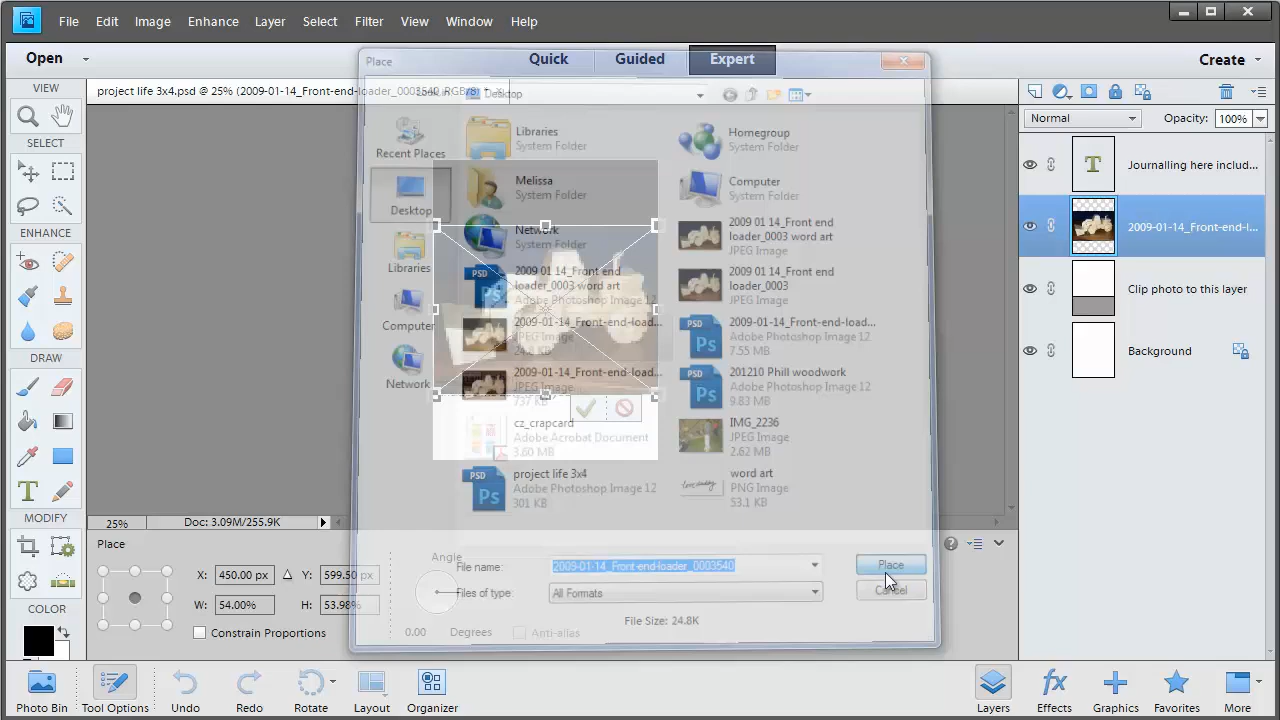 File Edit Image Enhance Layer Select Filter View Window Help
Open Quick Guided Expert Create
Place
VIEW
project life 3x4.psd @ 25% (2009-01-14_Front-end-loader_0003540, RGB/8) *
Desktop
Normal Opacity: 100%
SELECT
ENHANCE
DRAW
MODIFY
COLOR
Recent Places
Desktop
Libraries
Computer
Network
Libraries
System Folder
Homegroup
System Folder
Melissa
System Folder
Computer
System Folder
Network
System Folder
2009 01 14_Front end
loader_0003 word art
JPEG Image
2009 01 14_Front end
loader_0003 word art
Adobe Photoshop Image 12
2009 01 14_Front end
loader_0003
JPEG Image
2009-01-14_Front-end-load...
JPEG Image
2009-01-14_Front-end-load...
Adobe Photoshop Image 12
7.55 MB
2009-01-14_Front-end-load...
JPEG Image
737 KB
201210 Phill woodwork
Adobe Photoshop Image 12
9.83 MB
cz_crapcard
Adobe Acrobat Document
3.60 MB
IMG_2236
JPEG Image
2.62 MB
project life 3x4
Adobe Photoshop Image 12
301 KB
word art
PNG Image
53.1 KB
Journalling here includ...
2009-01-14_Front-end-l...
Clip photo to this layer
Background
25% Doc: 3.09M/255.9K
Place
X: 450.00 px Y: 599.50 px
W: 54.00% H: 53.98%
Constrain Proportions
Angle
0.00 Degrees Anti-alias
File name: 2009-01-14_Front-end-loader_0003540 Place
Files of type: All Formats Cancel
File Size: 24.8K
Photo Bin Tool Options Undo Redo Rotate Layout Organizer Layers Effects Graphics Favorites More